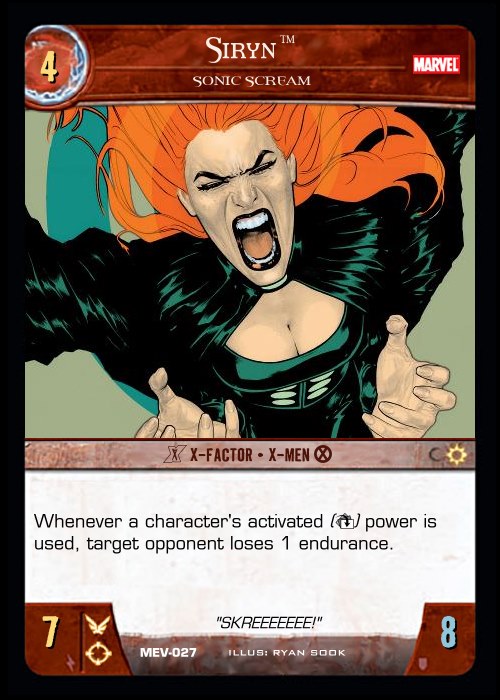 4
SIRYN™
SONIC SCREAM
MARVEL
X-FACTOR • X-MEN
Whenever a character's activated power is
used, target opponent loses 1 endurance.
"SKREEEEEEE!"
7
MEV-027 ILLUS: RYAN SOOK
8